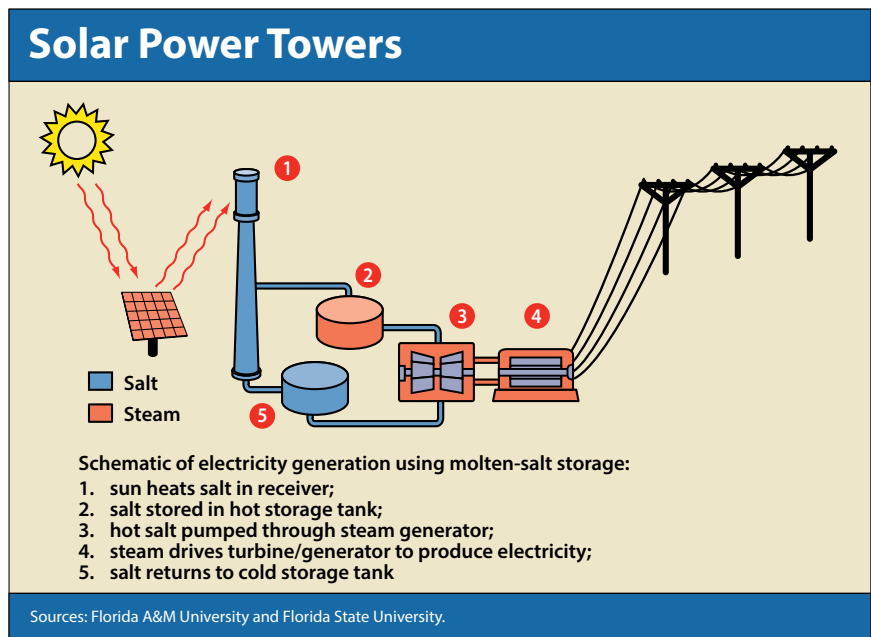 Solar Power Towers
1
2
3
4
5
Salt
Steam
Schematic of electricity generation using molten-salt storage:
1. sun heats salt in receiver;
2. salt stored in hot storage tank;
3. hot salt pumped through steam generator;
4. steam drives turbine/generator to produce electricity;
5. salt returns to cold storage tank
Sources: Florida A&M University and Florida State University.